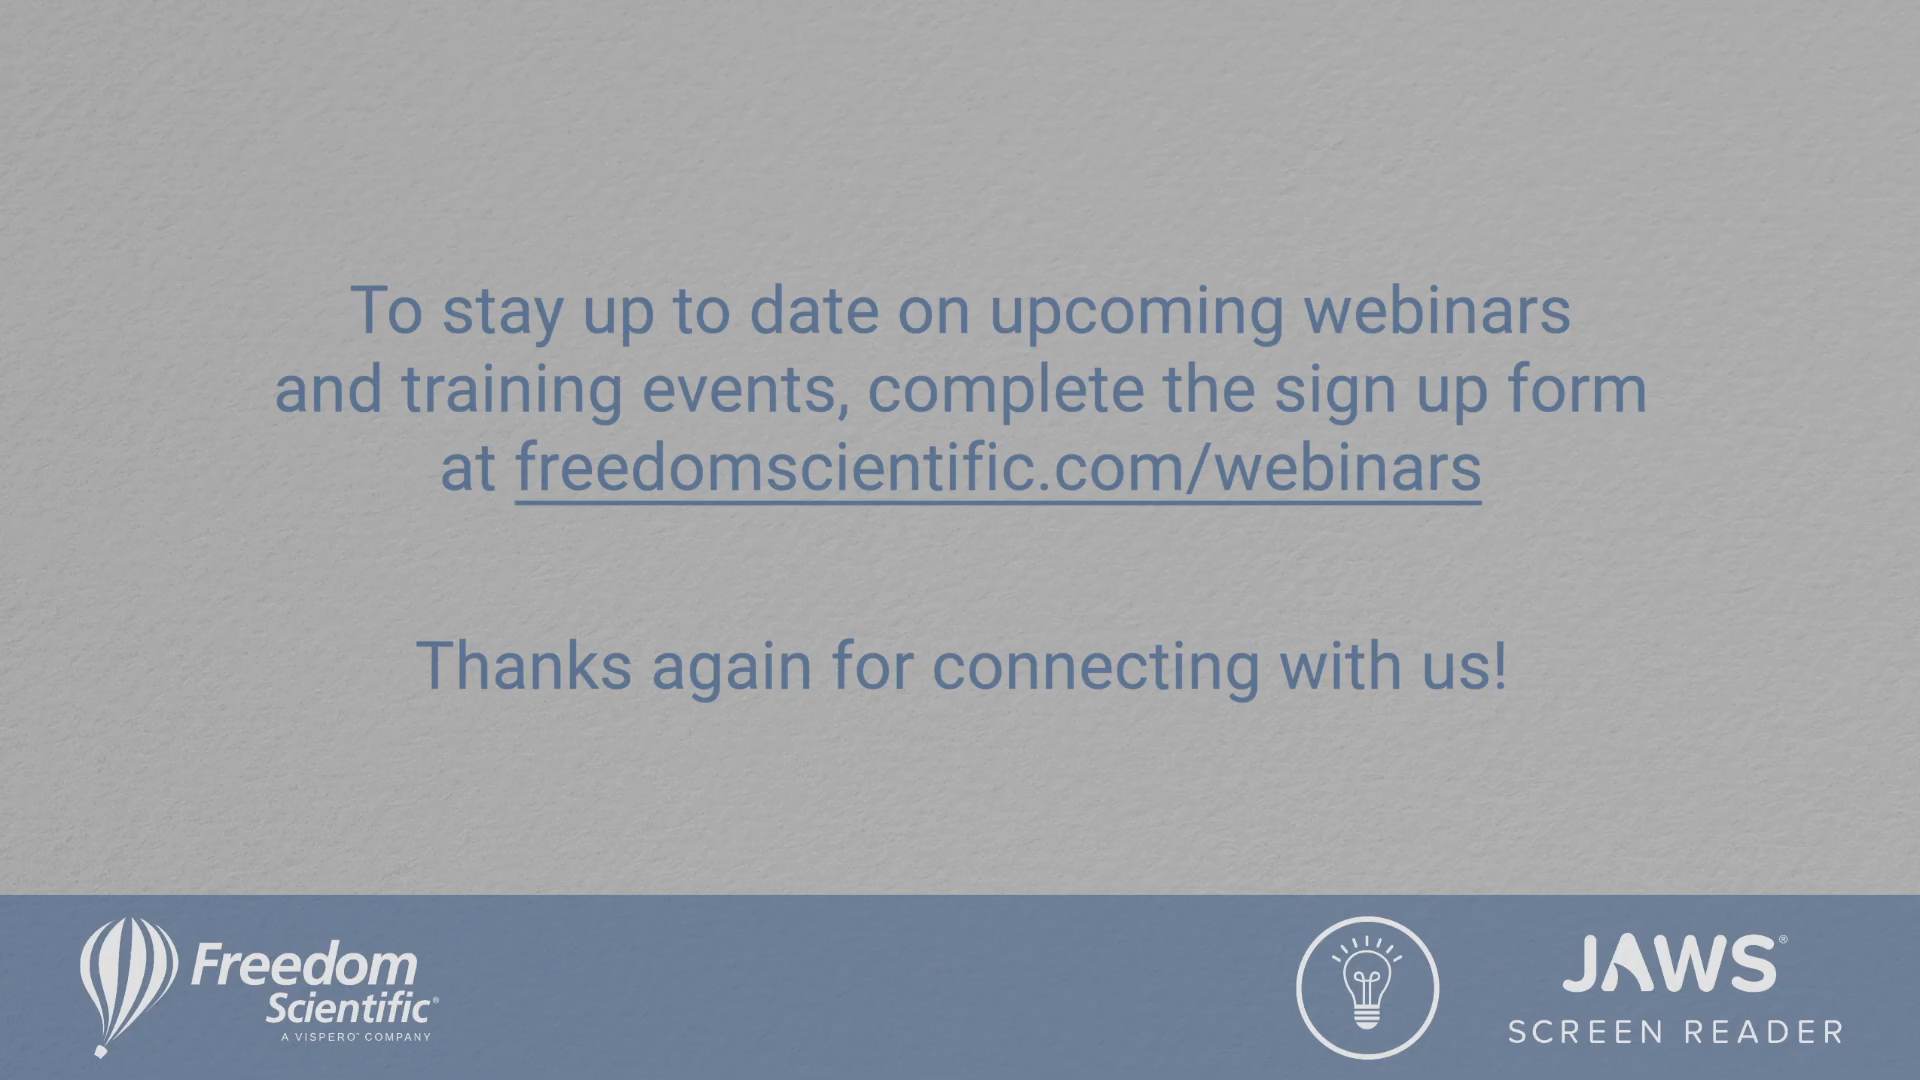 To stay up to date on upcoming webinars
and training events, complete the sign up form
at freedomscientific.com/webinars
Thanks again for connecting with us!
Freedom
Scientific®
A VISPERO™ COMPANY
JAWS®
SCREEN READER